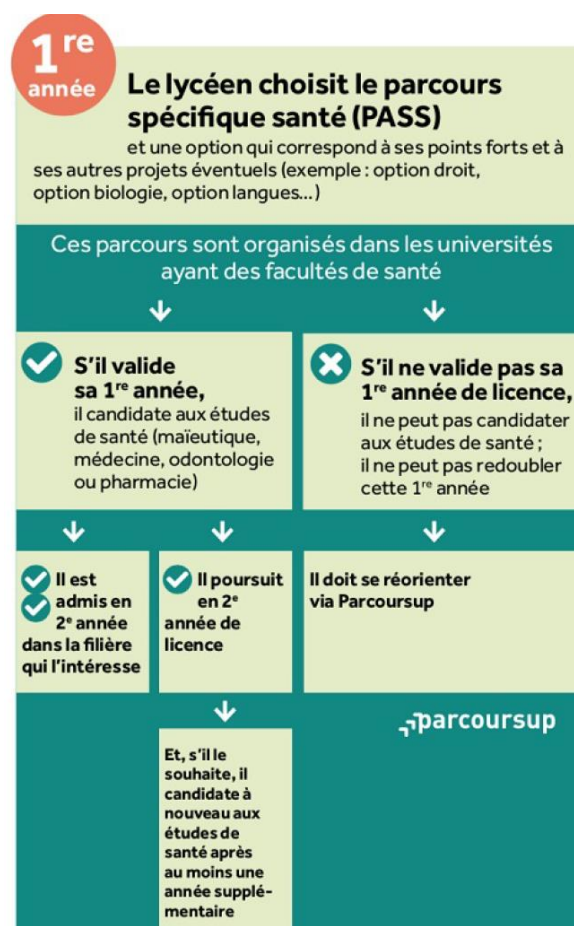 1re
année
Le lycéen choisit le parcours
spécifique santé (PASS)
et une option qui correspond à ses points forts et à
ses autres projets éventuels (exemple : option droit,
option biologie, option langues...)
Ces parcours sont organisés dans les universités
ayant des facultés de santé
S'il valide
sa 1re année,
il candidate aux études
de santé (maïeutique,
médecine, odontologie
ou pharmacie)
S'il ne valide pas sa
1re année de licence,
il ne peut pas candidater
aux études de santé ;
il ne peut pas redoubler
cette 1re année
Il est
admis en
2e année
dans la filière
qui l'intéresse
Il poursuit
en 2e
année de
licence
Il doit se réorienter
via Parcoursup
Et, s'il le
souhaite, il
candidate à
nouveau aux
études de
santé après
au moins une
année supplé-
mentaire
parcoursup